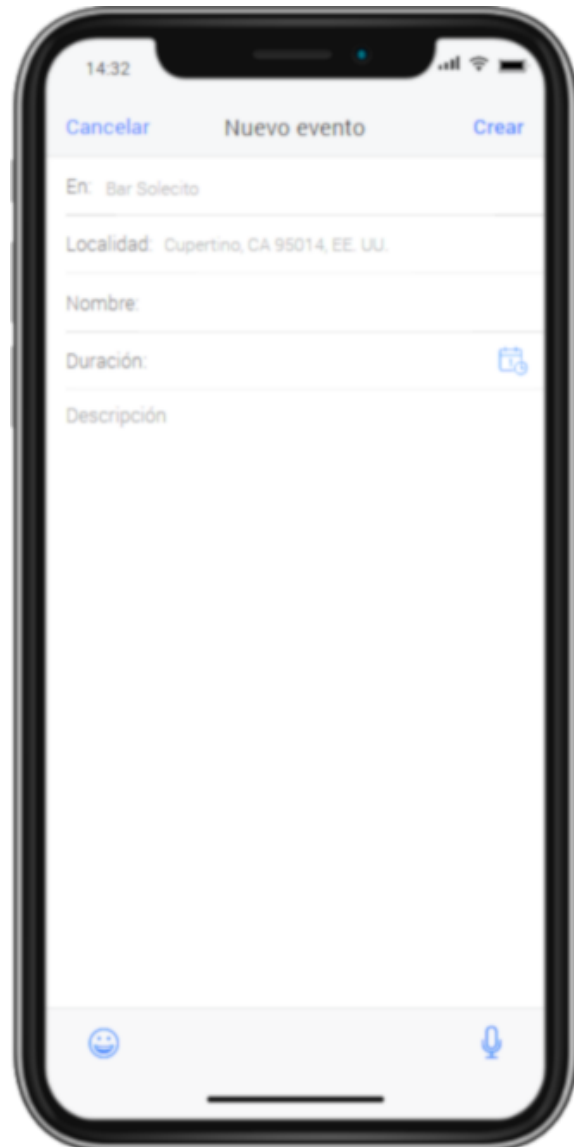 14:32
Cancelar Nuevo evento Crear
En: Bar Solecito
Localidad: Cupertino, CA 95014, EE. UU.
Nombre:
Duración:
Descripción